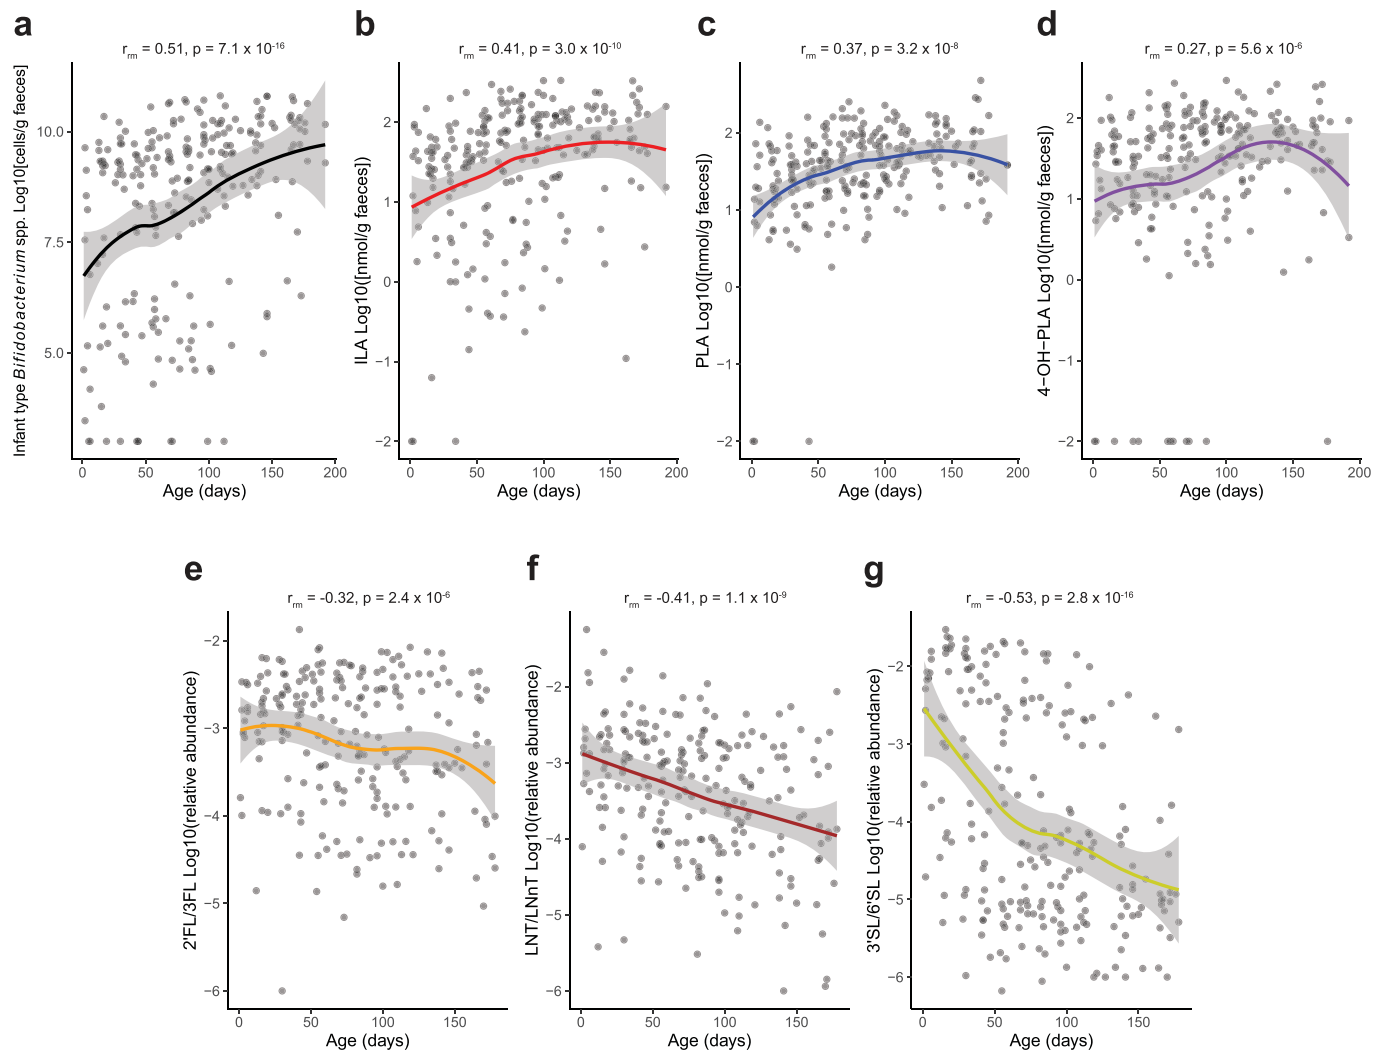 a
r_rm = 0.51, p = 7.1 x 10^-16
Infant type Bifidobacterium spp. Log10[cells/g faeces]
10.0
7.5
5.0
0 50 100 150 200
Age (days)
b
r_rm = 0.41, p = 3.0 x 10^-10
ILA Log10([nmol/g faeces])
2
1
0
−1
−2
0 50 100 150 200
Age (days)
c
r_rm = 0.37, p = 3.2 x 10^-8
PLA Log10([nmol/g faeces])
2
1
0
−1
−2
0 50 100 150 200
Age (days)
d
r_rm = 0.27, p = 5.6 x 10^-6
4−OH−PLA Log10([nmol/g faeces])
2
1
0
−1
−2
0 50 100 150 200
Age (days)
e
r_rm = -0.32, p = 2.4 x 10^-6
2'FL/3FL Log10(relative abundance)
−2
−3
−4
−5
−6
0 50 100 150
Age (days)
f
r_rm = -0.41, p = 1.1 x 10^-9
LNT/LNnT Log10(relative abundance)
−2
−3
−4
−5
−6
0 50 100 150
Age (days)
g
r_rm = -0.53, p = 2.8 x 10^-16
3'SL/6'SL Log10(relative abundance)
−2
−3
−4
−5
−6
0 50 100 150
Age (days)